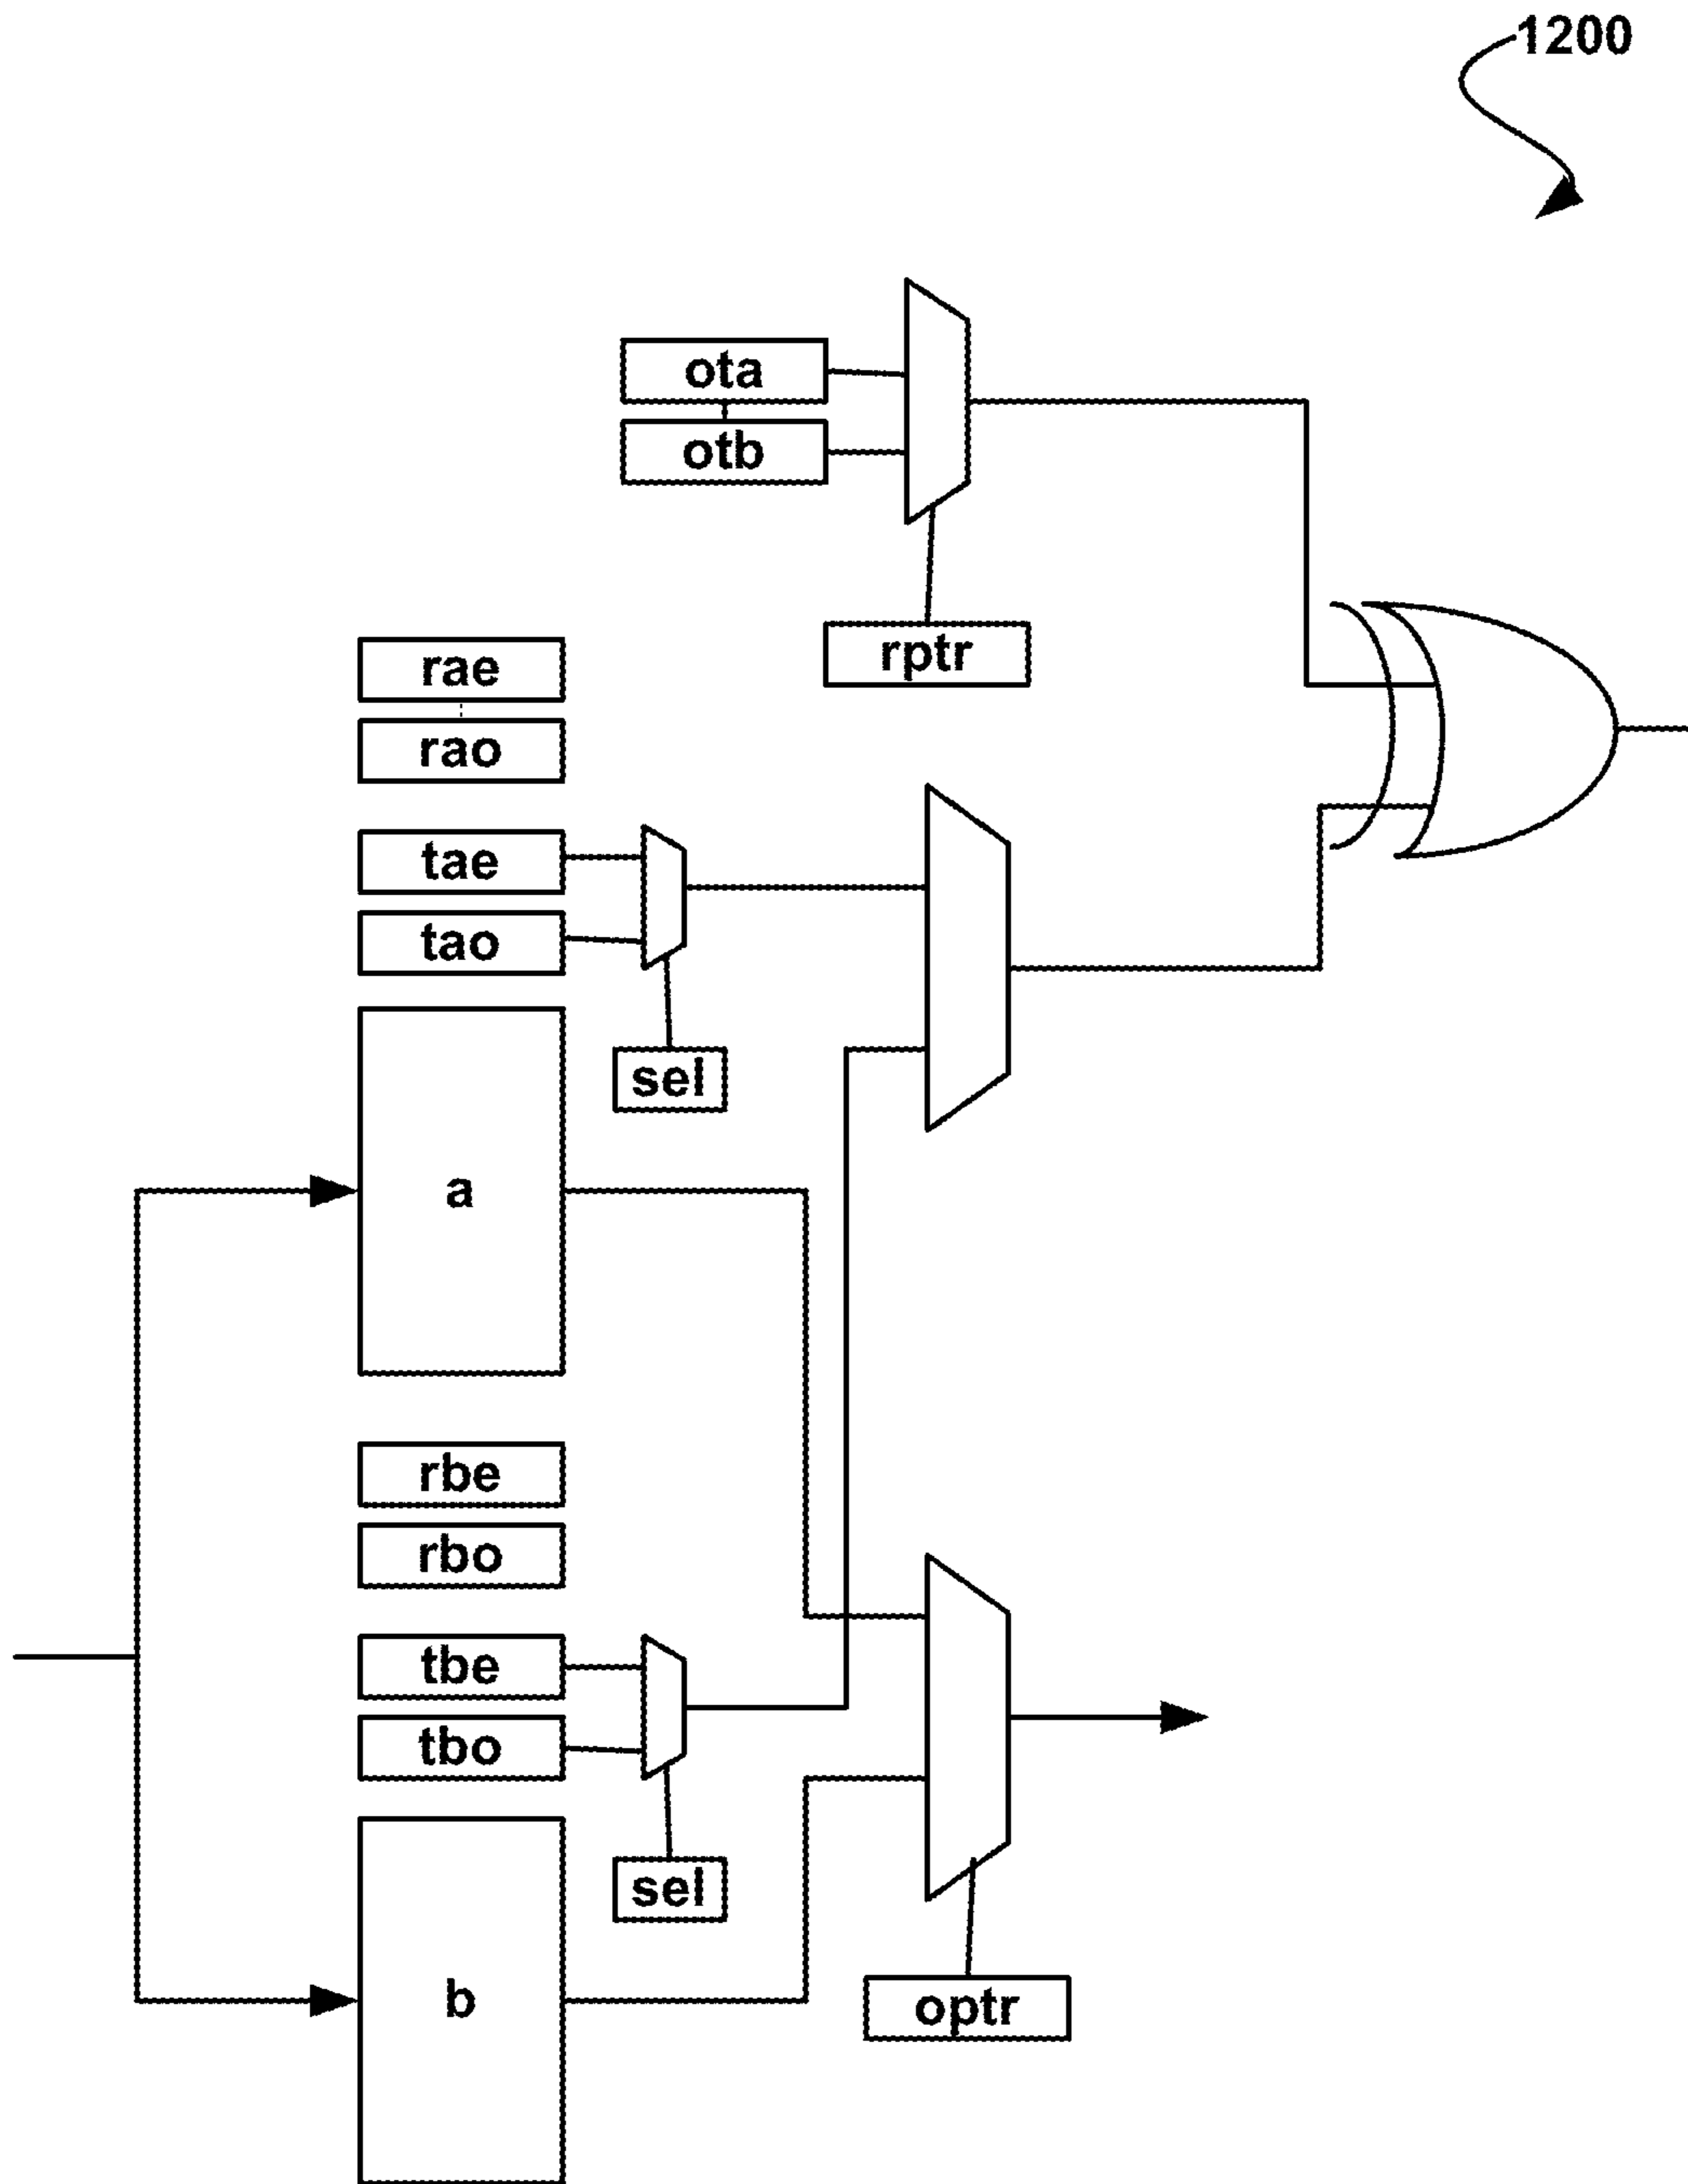 1200
ota
otb
rptr
rae
rao
tae
tao
sel
a
rbe
rbo
tbe
tbo
sel
b
optr